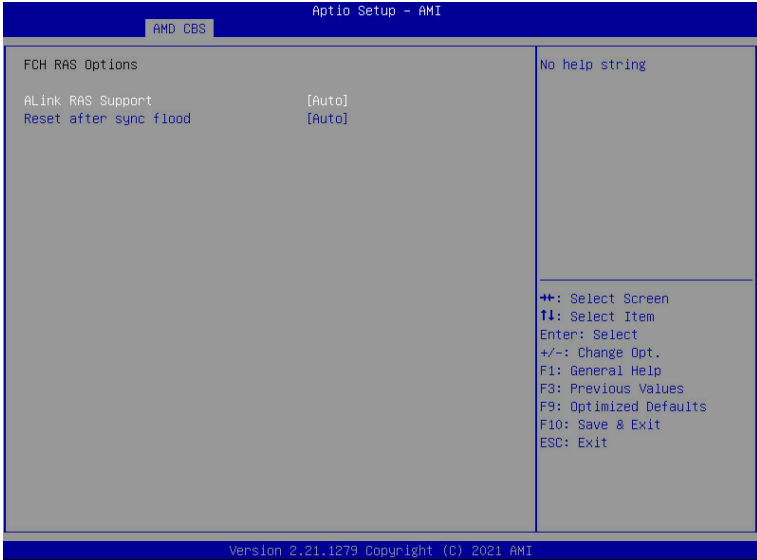 Aptio Setup – AMI
AMD CBS
FCH RAS Options
ALink RAS Support [Auto]
Reset after sync flood [Auto]
No help string
→←: Select Screen
↑↓: Select Item
Enter: Select
+/-: Change Opt.
F1: General Help
F3: Previous Values
F9: Optimized Defaults
F10: Save & Exit
ESC: Exit
Version 2.21.1279 Copyright (C) 2021 AMI